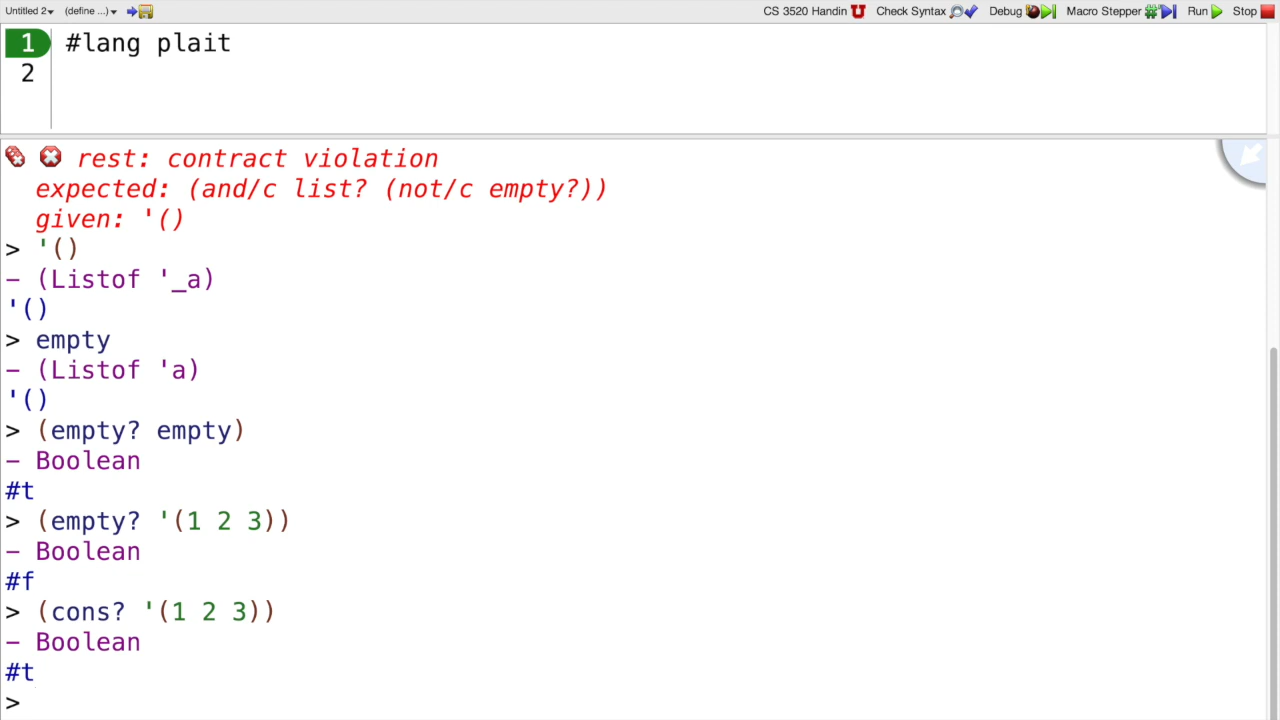 Untitled 2 (define ...) CS 3520 Handin Check Syntax Debug Macro Stepper Run Stop
1 #lang plait
2
rest: contract violation
expected: (and/c list? (not/c empty?))
given: '()
> '()
- (Listof '_a)
'()
> empty
- (Listof 'a)
'()
> (empty? empty)
- Boolean
#t
> (empty? '(1 2 3))
- Boolean
#f
> (cons? '(1 2 3))
- Boolean
#t
>